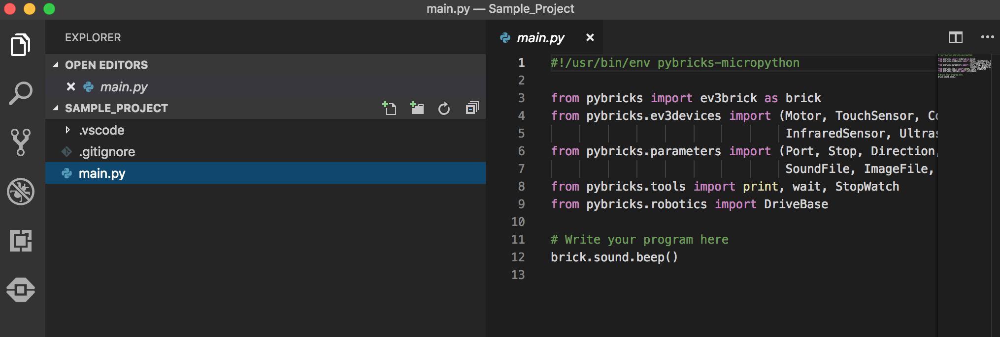 main.py — Sample_Project
EXPLORER
OPEN EDITORS
main.py
SAMPLE_PROJECT
.vscode
.gitignore
main.py
main.py
1 #!/usr/bin/env pybricks-micropython
2
3 from pybricks import ev3brick as brick
4 from pybricks.ev3devices import (Motor, TouchSensor,
5 InfraredSensor,
6 from pybricks.parameters import (Port, Stop, Direction,
7 SoundFile, ImageFile,
8 from pybricks.tools import print, wait, StopWatch
9 from pybricks.robotics import DriveBase
10
11 # Write your program here
12 brick.sound.beep()
13